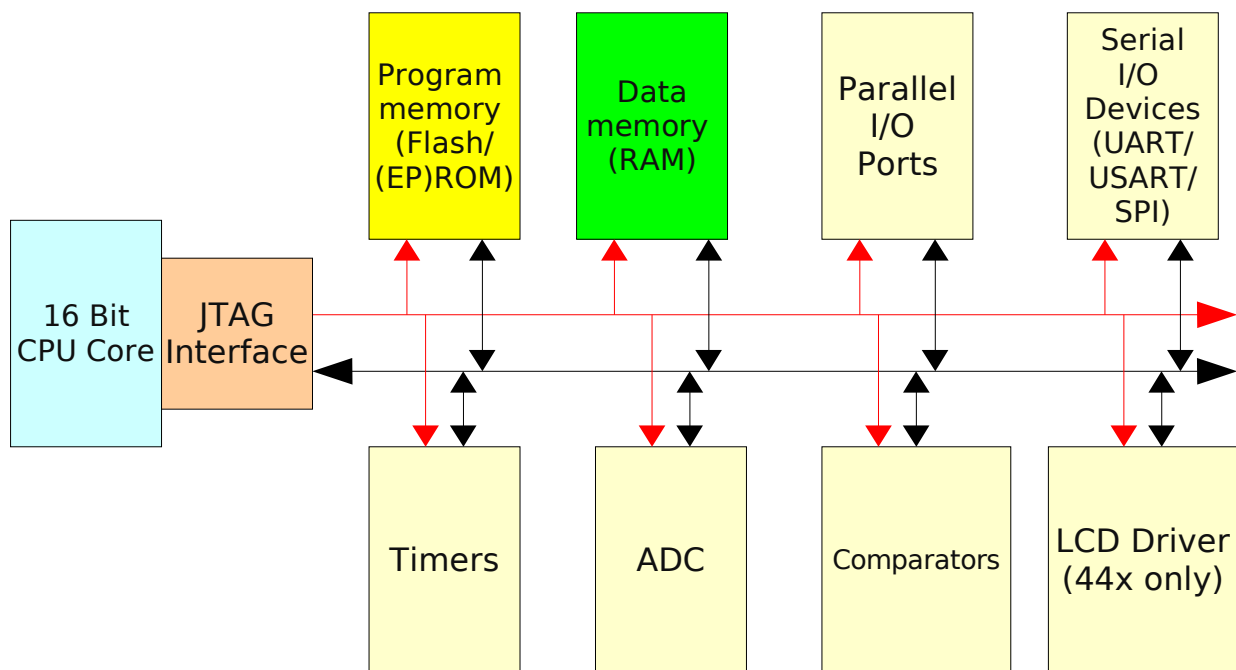 Program
memory
(Flash/
(EP)ROM)
Data
memory
(RAM)
Parallel
I/O
Ports
Serial
I/O
Devices
(UART/
USART/
SPI)
16 Bit
CPU Core
JTAG
Interface
Timers
ADC
Comparators
LCD Driver
(44x only)